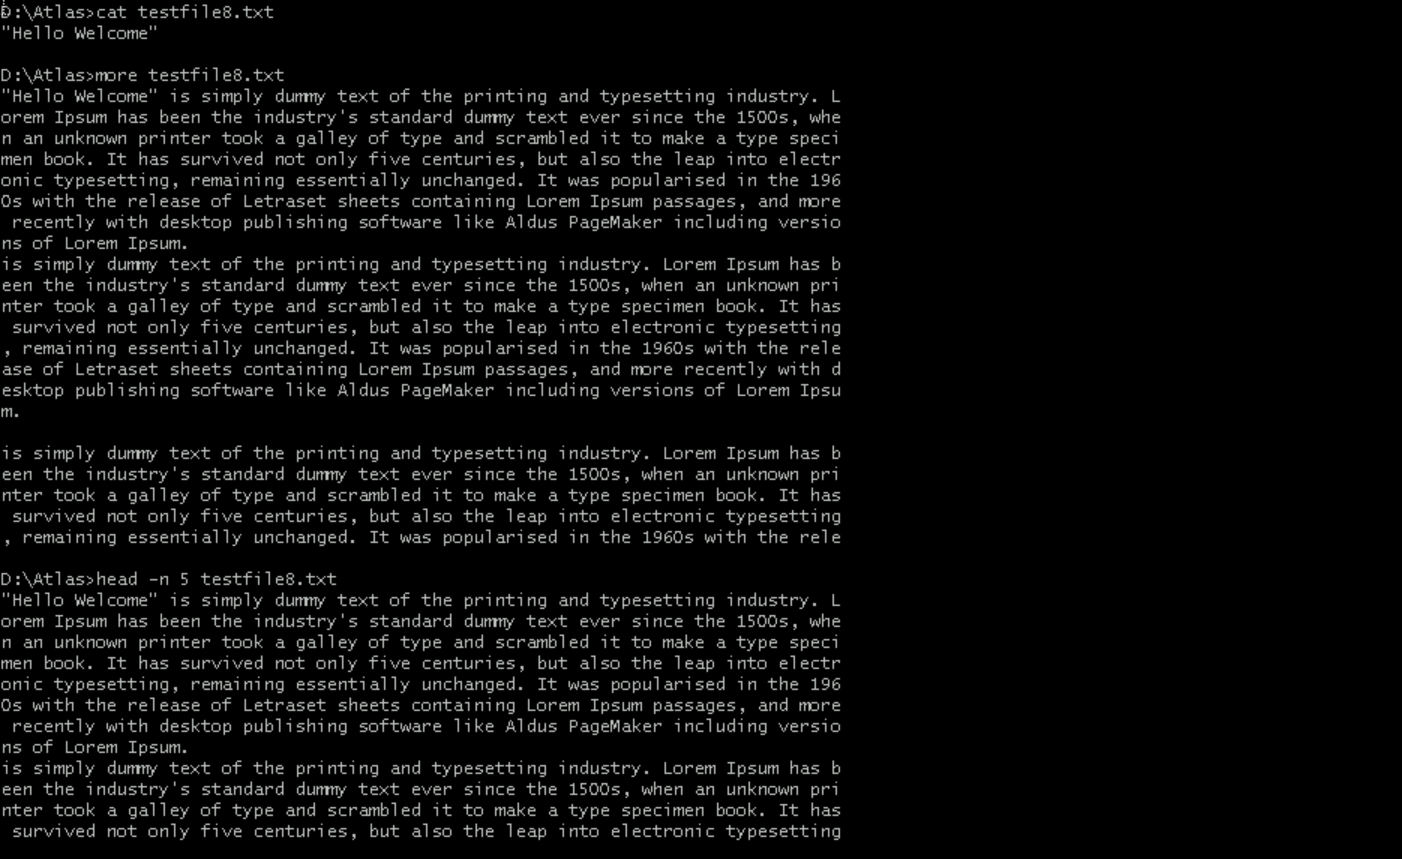 D:\Atlas>cat testfile8.txt
"Hello Welcome"
D:\Atlas>more testfile8.txt
"Hello Welcome" is simply dummy text of the printing and typesetting industry. L
orem Ipsum has been the industry's standard dummy text ever since the 1500s, whe
n an unknown printer took a galley of type and scrambled it to make a type speci
men book. It has survived not only five centuries, but also the leap into electr
onic typesetting, remaining essentially unchanged. It was popularised in the 196
0s with the release of Letraset sheets containing Lorem Ipsum passages, and more
 recently with desktop publishing software like Aldus PageMaker including versio
ns of Lorem Ipsum.
is simply dummy text of the printing and typesetting industry. Lorem Ipsum has b
een the industry's standard dummy text ever since the 1500s, when an unknown pri
nter took a galley of type and scrambled it to make a type specimen book. It has
 survived not only five centuries, but also the leap into electronic typesetting
, remaining essentially unchanged. It was popularised in the 1960s with the rele
ase of Letraset sheets containing Lorem Ipsum passages, and more recently with d
esktop publishing software like Aldus PageMaker including versions of Lorem Ipsu
m.
is simply dummy text of the printing and typesetting industry. Lorem Ipsum has b
een the industry's standard dummy text ever since the 1500s, when an unknown pri
nter took a galley of type and scrambled it to make a type specimen book. It has
 survived not only five centuries, but also the leap into electronic typesetting
, remaining essentially unchanged. It was popularised in the 1960s with the rele
D:\Atlas>head -n 5 testfile8.txt
"Hello Welcome" is simply dummy text of the printing and typesetting industry. L
orem Ipsum has been the industry's standard dummy text ever since the 1500s, whe
n an unknown printer took a galley of type and scrambled it to make a type speci
men book. It has survived not only five centuries, but also the leap into electr
onic typesetting, remaining essentially unchanged. It was popularised in the 196
0s with the release of Letraset sheets containing Lorem Ipsum passages, and more
 recently with desktop publishing software like Aldus PageMaker including versio
ns of Lorem Ipsum.
is simply dummy text of the printing and typesetting industry. Lorem Ipsum has b
een the industry's standard dummy text ever since the 1500s, when an unknown pri
nter took a galley of type and scrambled it to make a type specimen book. It has
 survived not only five centuries, but also the leap into electronic typesetting